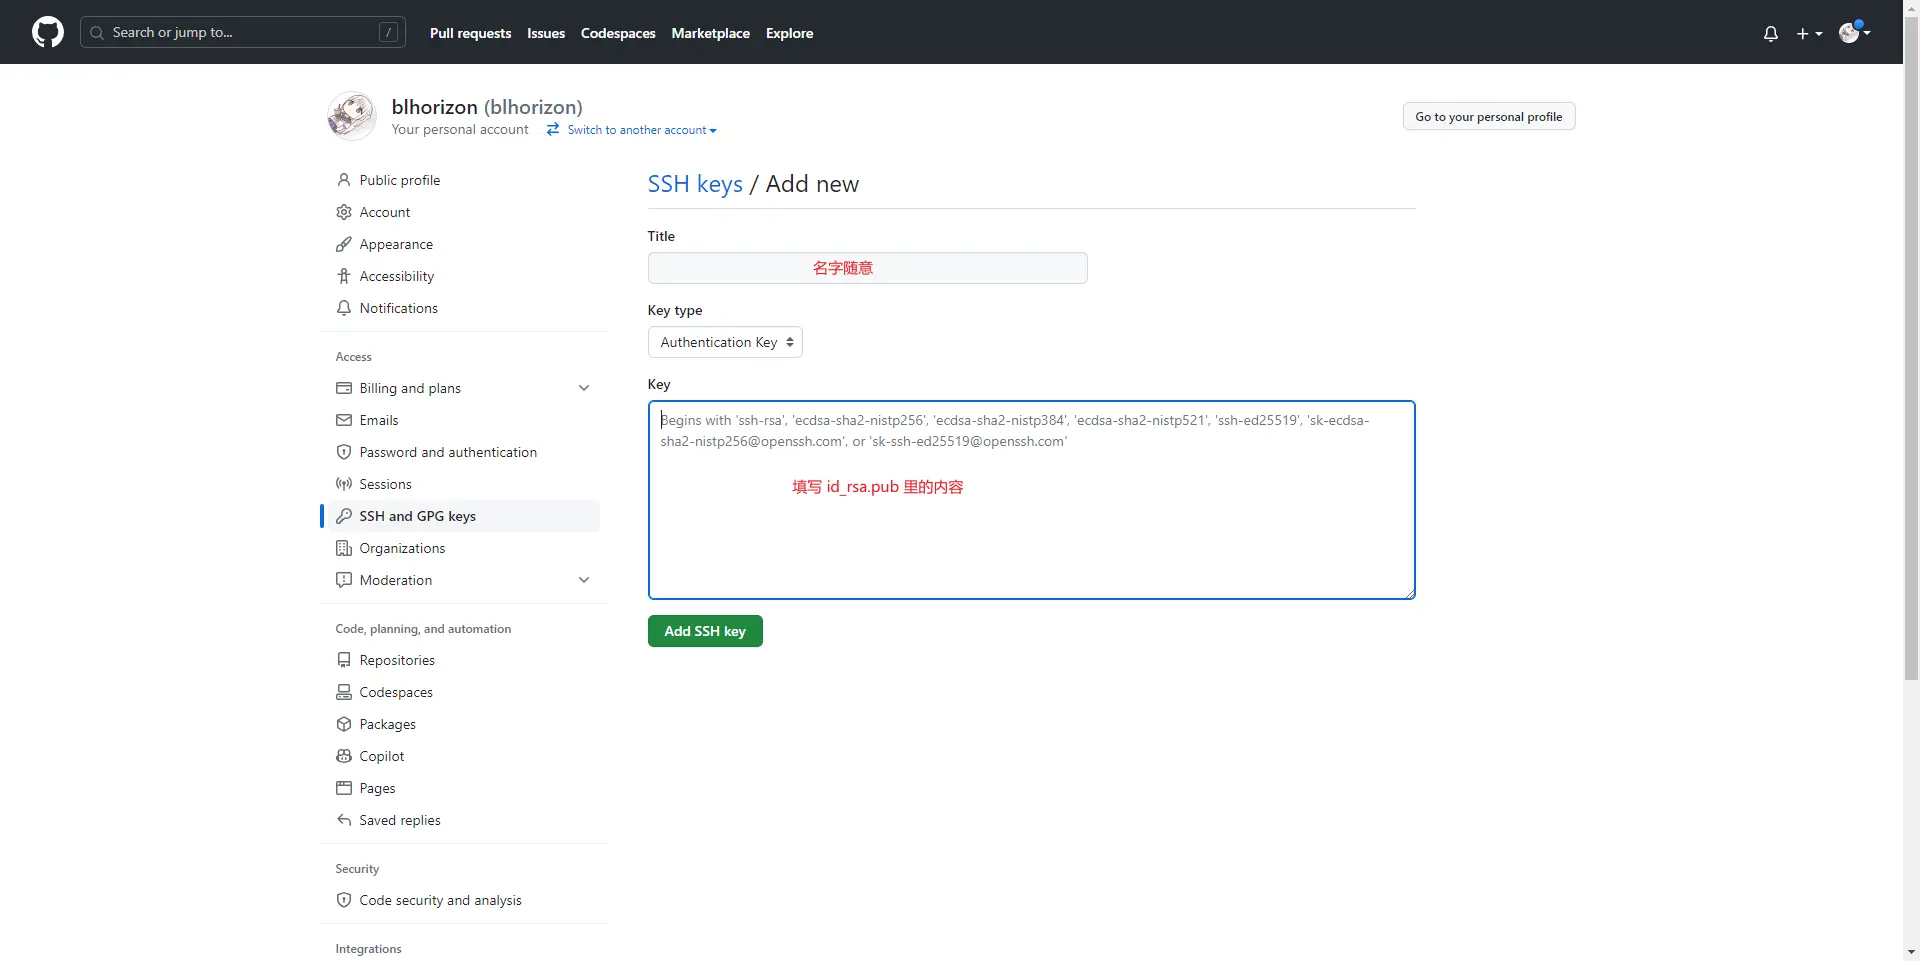 Search or jump to...
/
Pull requests
Issues
Codespaces
Marketplace
Explore
blhorizon (blhorizon)
Your personal account
Switch to another account
Go to your personal profile
Public profile
Account
Appearance
Accessibility
Notifications
Access
Billing and plans
Emails
Password and authentication
Sessions
SSH and GPG keys
Organizations
Moderation
Code, planning, and automation
Repositories
Codespaces
Packages
Copilot
Pages
Saved replies
Security
Code security and analysis
Integrations
SSH keys / Add new
Title
名字随意
Key type
Authentication Key
Key
Begins with 'ssh-rsa', 'ecdsa-sha2-nistp256', 'ecdsa-sha2-nistp384', 'ecdsa-sha2-nistp521', 'ssh-ed25519', 'sk-ecdsa-
sha2-nistp256@openssh.com', or 'sk-ssh-ed25519@openssh.com'
填写 id_rsa.pub 里的内容
Add SSH key